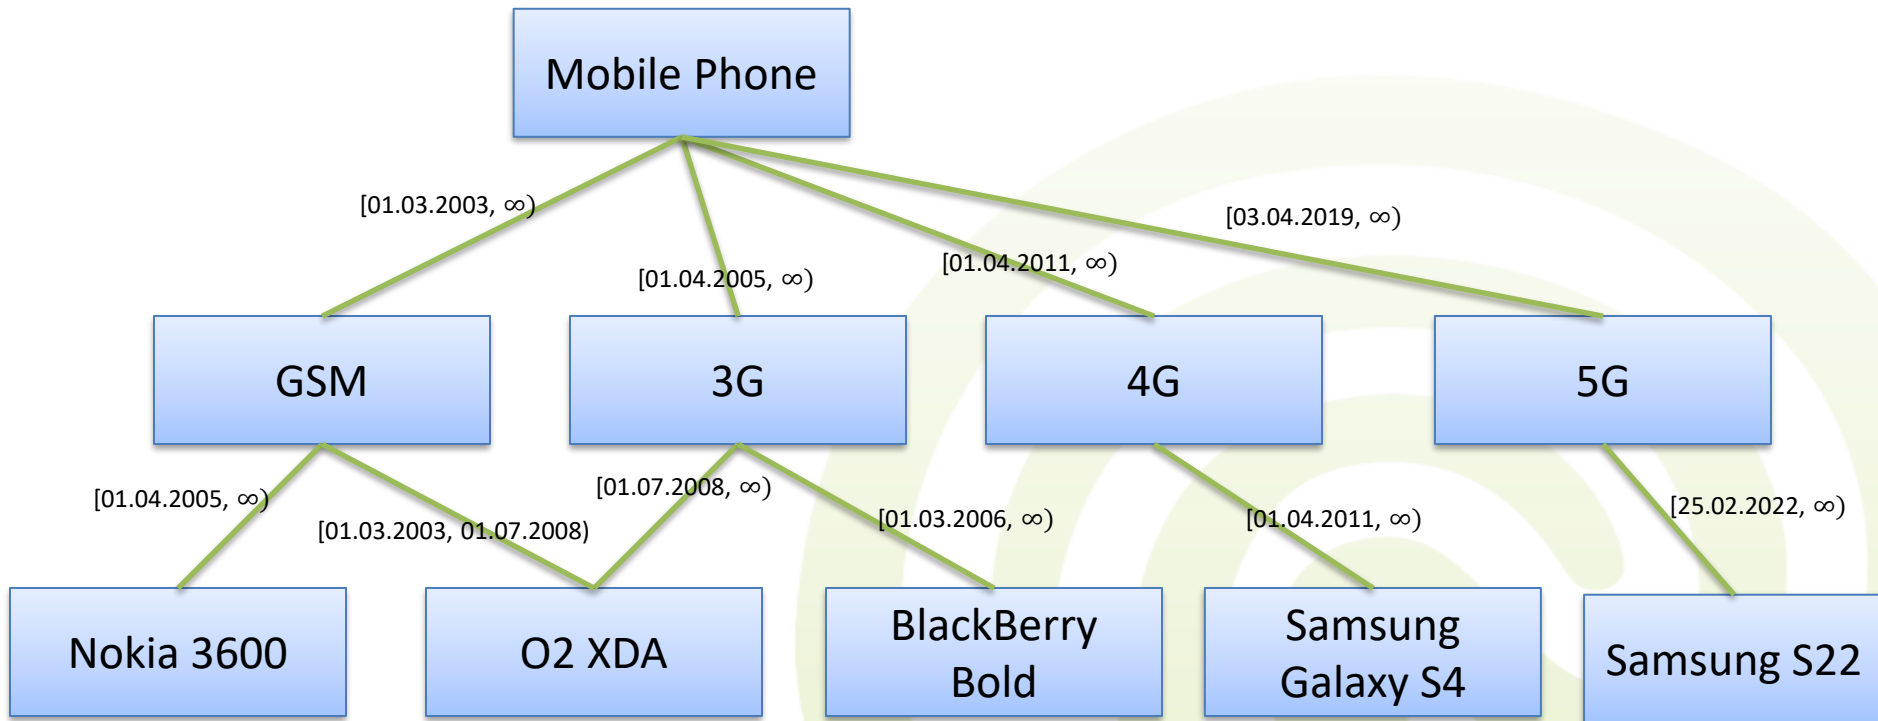 Mobile Phone
[01.03.2003, ∞)
[03.04.2019, ∞)
[01.04.2005, ∞)
[01.04.2011, ∞)
GSM
3G
4G
5G
[01.04.2005, ∞)
[01.03.2003, 01.07.2008)
[01.07.2008, ∞)
[01.03.2006, ∞)
[01.04.2011, ∞)
[25.02.2022, ∞)
Nokia 3600
O2 XDA
BlackBerry
Bold
Samsung
Galaxy S4
Samsung S22